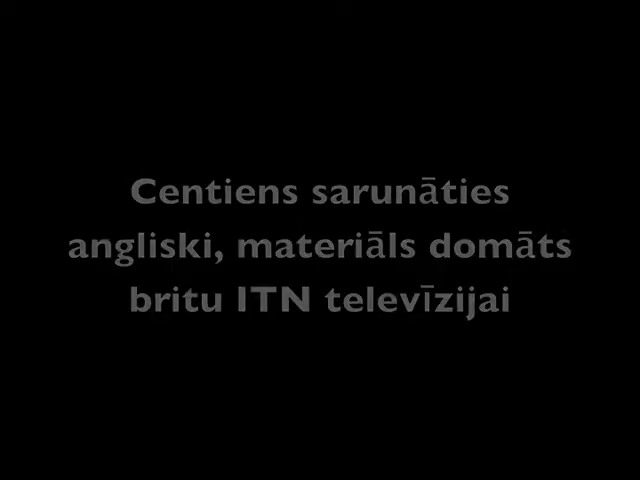 Centiens sarunāties
angliski, materiāls domāts
britu ITN televīzijai